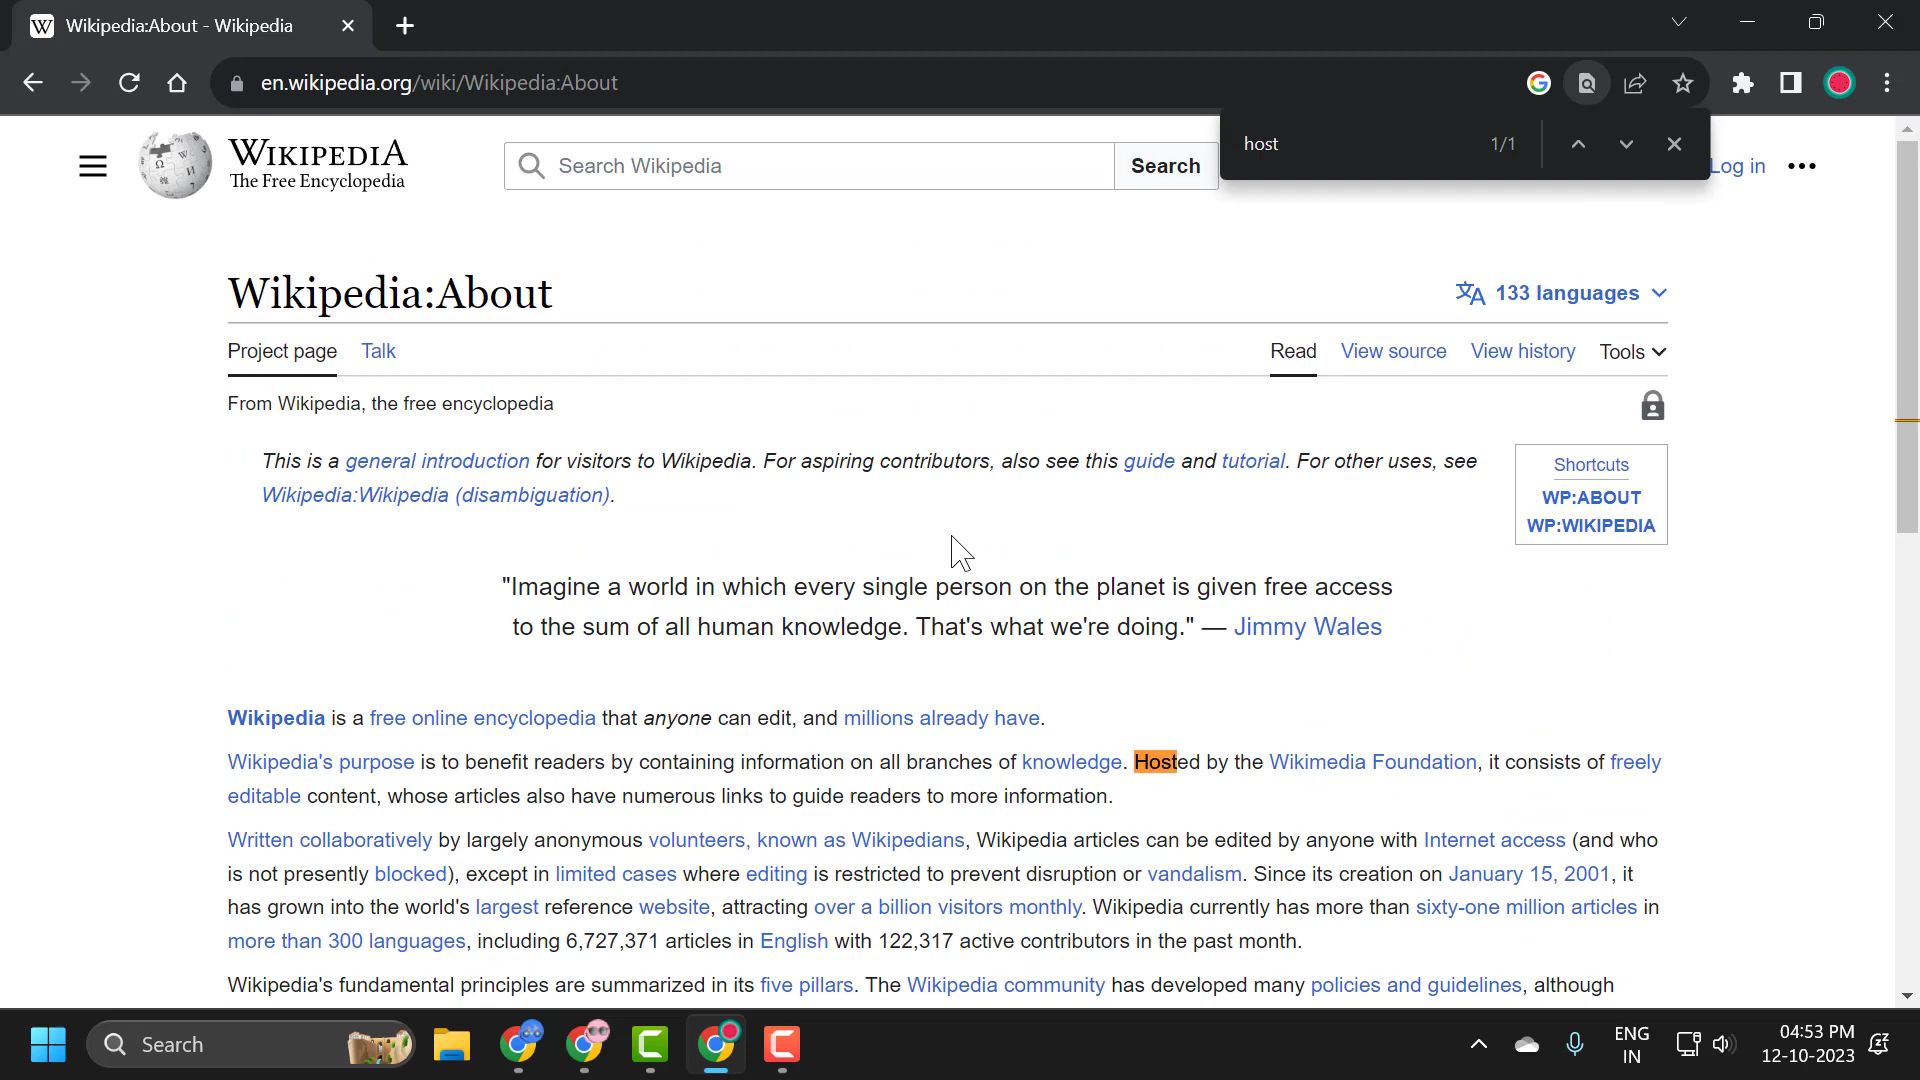 Wikipedia:About - Wikipedia
en.wikipedia.org/wiki/Wikipedia:About
host 1/1
WIKIPEDIA
The Free Encyclopedia
Search Wikipedia
Search
Log in
Wikipedia:About
133 languages
Project page Talk Read View source View history Tools
From Wikipedia, the free encyclopedia
This is a general introduction for visitors to Wikipedia. For aspiring contributors, also see this guide and tutorial. For other uses, see
Wikipedia:Wikipedia (disambiguation).
Shortcuts
WP:ABOUT
WP:WIKIPEDIA
"Imagine a world in which every single person on the planet is given free access
to the sum of all human knowledge. That's what we're doing." — Jimmy Wales
Wikipedia is a free online encyclopedia that anyone can edit, and millions already have.
Wikipedia's purpose is to benefit readers by containing information on all branches of knowledge. Hosted by the Wikimedia Foundation, it consists of freely
editable content, whose articles also have numerous links to guide readers to more information.
Written collaboratively by largely anonymous volunteers, known as Wikipedians, Wikipedia articles can be edited by anyone with Internet access (and who
is not presently blocked), except in limited cases where editing is restricted to prevent disruption or vandalism. Since its creation on January 15, 2001, it
has grown into the world's largest reference website, attracting over a billion visitors monthly. Wikipedia currently has more than sixty-one million articles in
more than 300 languages, including 6,727,371 articles in English with 122,317 active contributors in the past month.
Wikipedia's fundamental principles are summarized in its five pillars. The Wikipedia community has developed many policies and guidelines, although
Search
ENG
IN
04:53 PM
12-10-2023